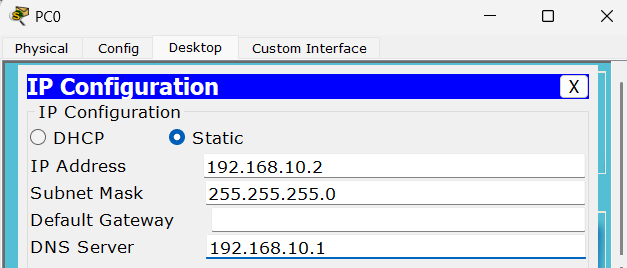 PC0
Physical Config Desktop Custom Interface
IP Configuration X
IP Configuration
DHCP Static
IP Address 192.168.10.2
Subnet Mask 255.255.255.0
Default Gateway
DNS Server 192.168.10.1